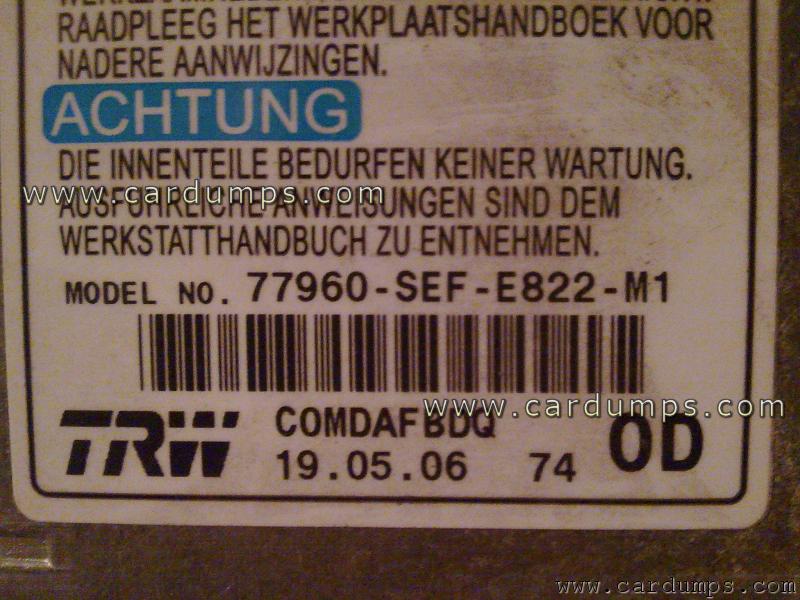 RAADPLEEG HET WERKPLAATSHANDBOEK VOOR
NADERE AANWIJZINGEN.
ACHTUNG
DIE INNENTEILE BEDURFEN KEINER WARTUNG.
www.cardumps.com
AUSFUHRLICHE ANWEISUNGEN SIND DEM
WERKSTATTHANDBUCH ZU ENTNEHMEN.
MODEL NO. 77960-SEF-E822-M1
www.cardumps.com
TRW COMDAFBDQ
19.05.06 74 OD
www.cardumps.com